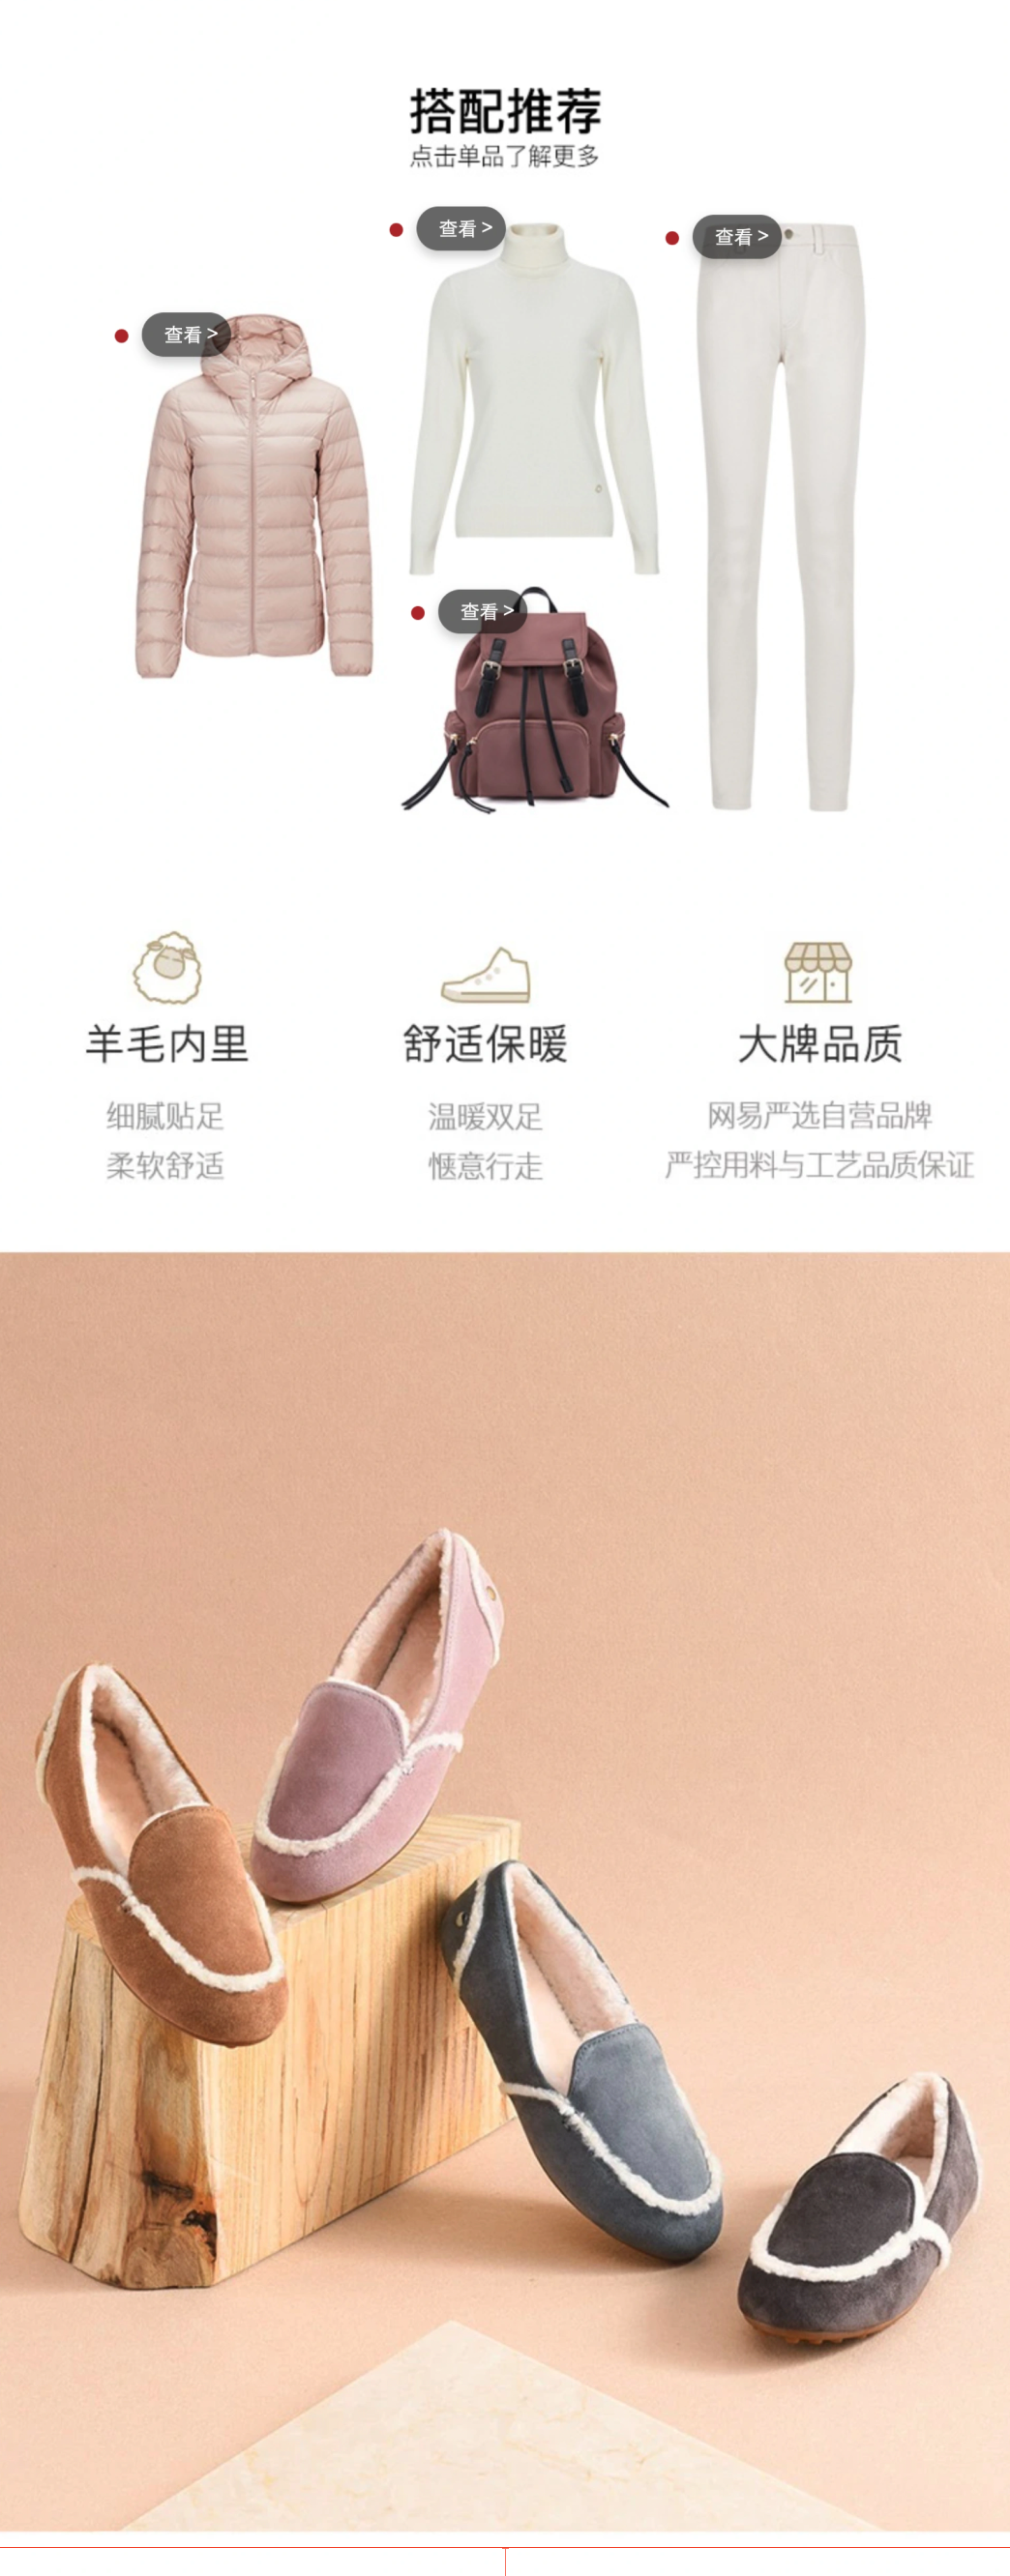 搭配推荐
点击单品了解更多
查看 >
查看 >
查看 >
查看 >
羊毛内里
舒适保暖
大牌品质
细腻贴足
柔软舒适
温暖双足
惬意行走
网易严选自营品牌
严控用料与工艺品质保证